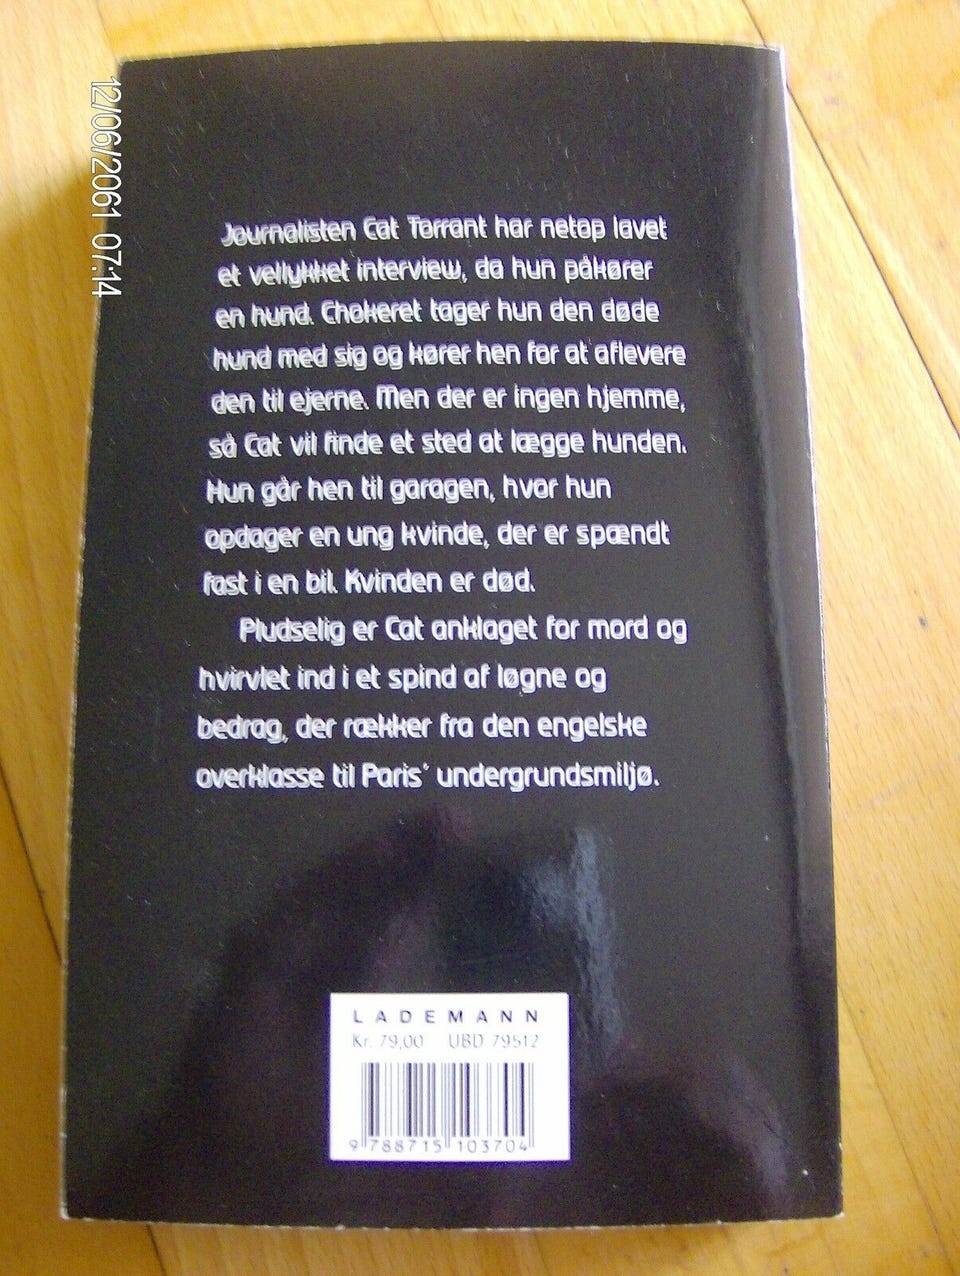 12/06/2061 07:14
Journalisten Cat Torrant har netop lavet
et vellykket interview, da hun påkører
en hund. Chokeret tager hun den døde
hund med sig og kører hen for at aflevere
den til ejerne. Men der er ingen hjemme,
så Cat vil finde et sted at lægge hunden.
Hun går hen til garagen, hvor hun
opdager en ung kvinde, der er spændt
fast i en bil. Kvinden er død.
Pludselig er Cat anklaget for mord og
hvirvlet ind i et spind af løgne og
bedrag, der rækker fra den engelske
overklasse til Paris' undergrundsmiljø.
LADEMANN
Kr. 79,00 UBD 79512
9 788715 103704